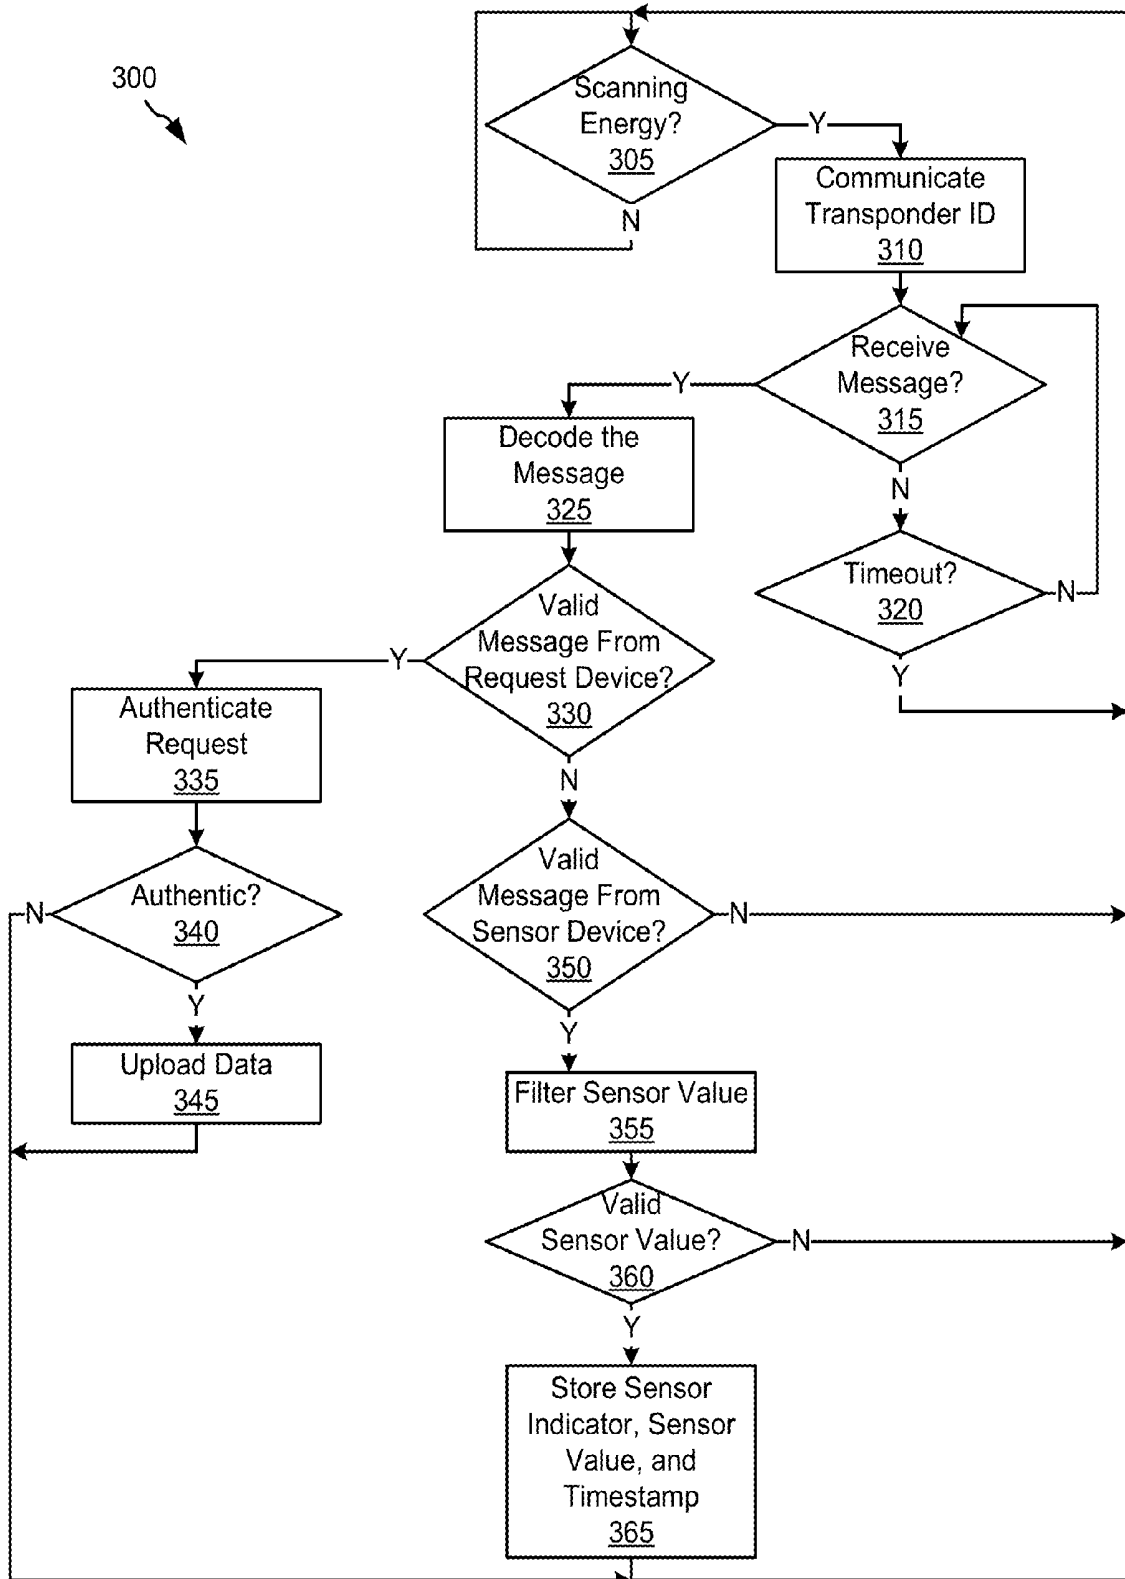 300
Scanning
Energy?
305
Y
N
Communicate
Transponder ID
310
Receive
Message?
315
Y
N
Decode the
Message
325
Timeout?
320
N
Y
Valid
Message From
Request Device?
330
Y
N
Authenticate
Request
335
Authentic?
340
N
Y
Upload Data
345
Valid
Message From
Sensor Device?
350
N
Y
Filter Sensor Value
355
Valid
Sensor Value?
360
N
Y
Store Sensor
Indicator, Sensor
Value, and
Timestamp
365